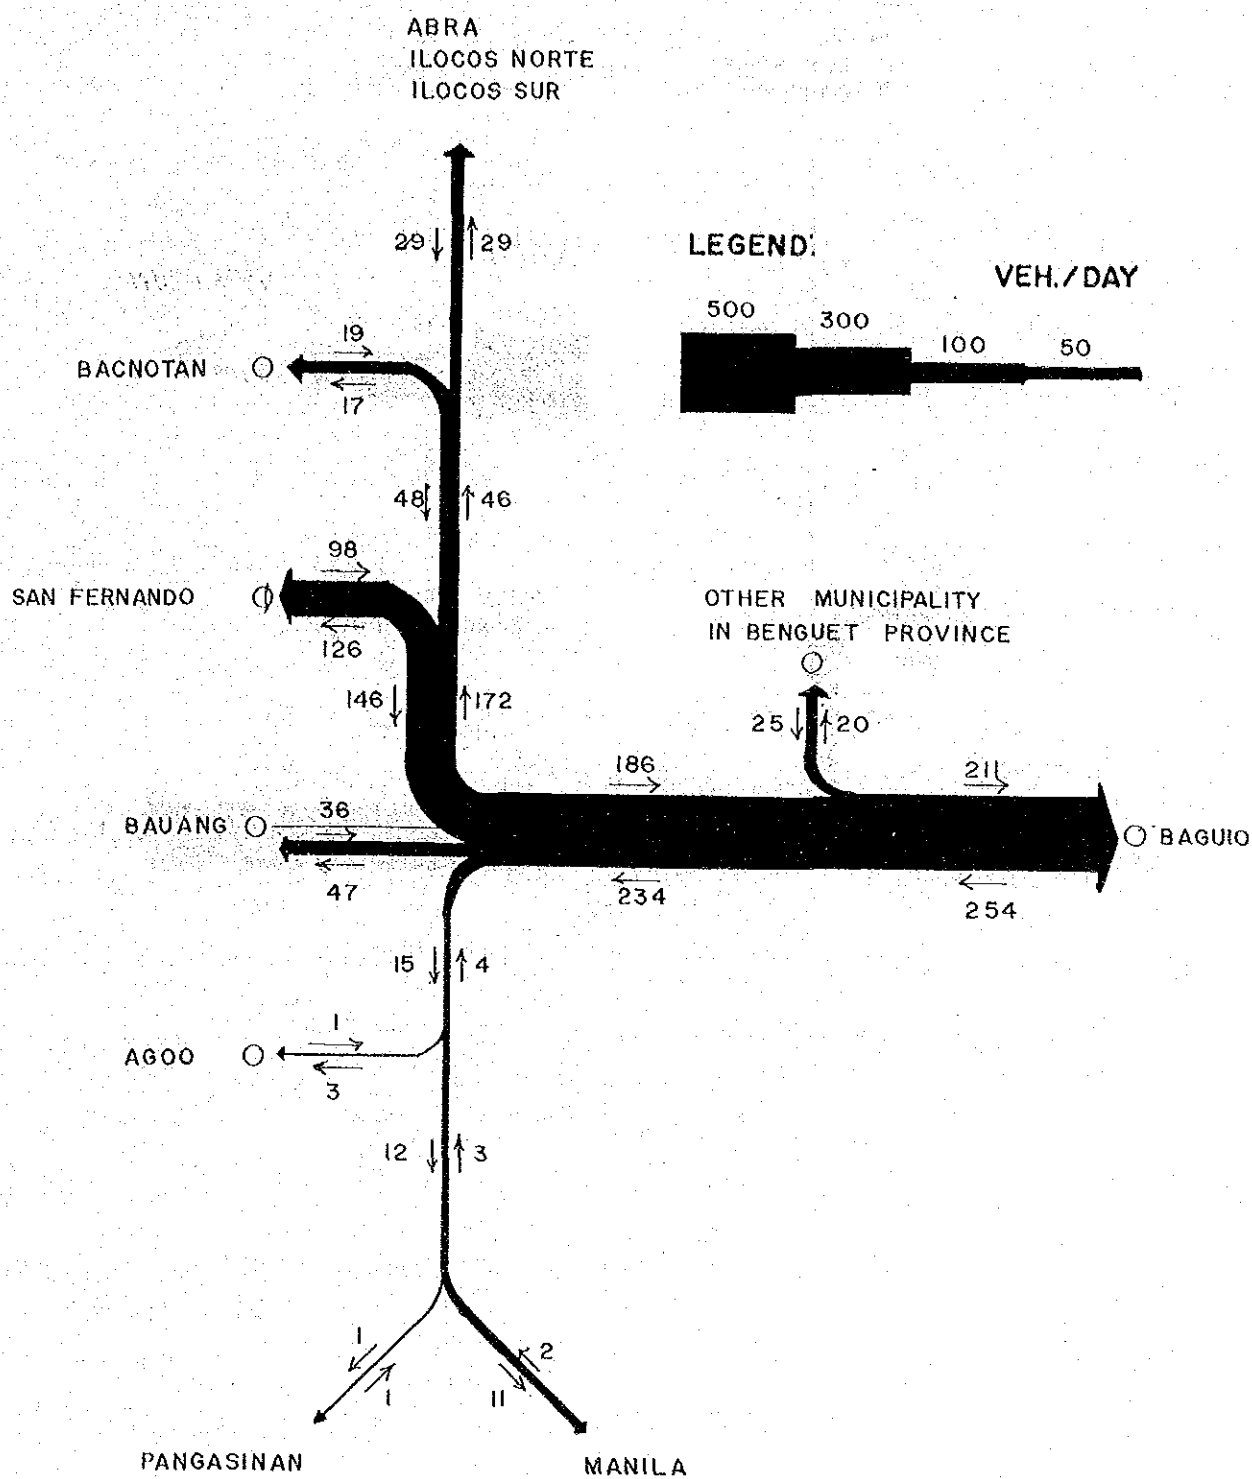 ABRA
ILOCOS NORTE
ILOCOS SUR
29 29
LEGEND:
VEH./DAY
500 300 100 50
19
BACNOTAN
17
48 46
98
SAN FERNANDO
126
OTHER MUNICIPALITY
IN BENGUET PROVINCE
146 172
25 20
186 211
BAUANG 36
BAGUIO
47 234 254
15 4
1
AGOO
3
12 3
1 2
1 11
PANGASINAN
MANILA